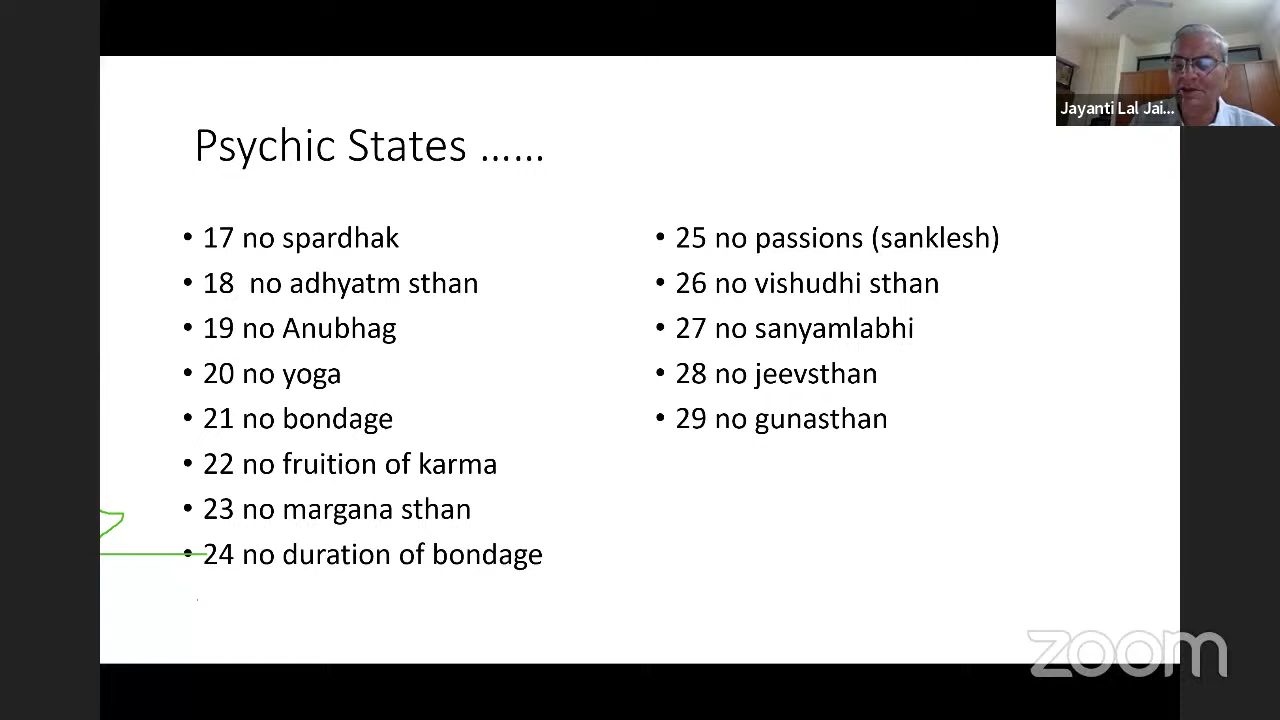 Jayanti Lal Jai...
Psychic States ......
• 17 no spardhak
• 18 no adhyatm sthan
• 19 no Anubhag
• 20 no yoga
• 21 no bondage
• 22 no fruition of karma
• 23 no margana sthan
• 24 no duration of bondage
• 25 no passions (sanklesh)
• 26 no vishudhi sthan
• 27 no sanyamlabhi
• 28 no jeevsthan
• 29 no gunasthan
zoom